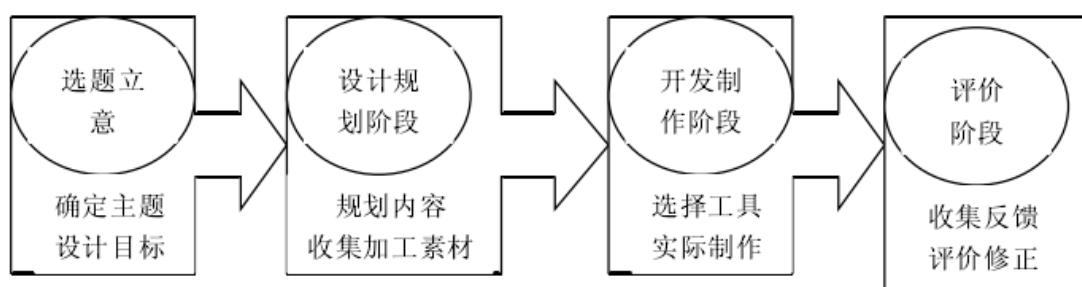 选题立
意
确定主题
设计目标
设计规
划阶段
规划内容
收集加工素材
开发制
作阶段
选择工具
实际制作
评价
阶段
收集反馈
评价修正